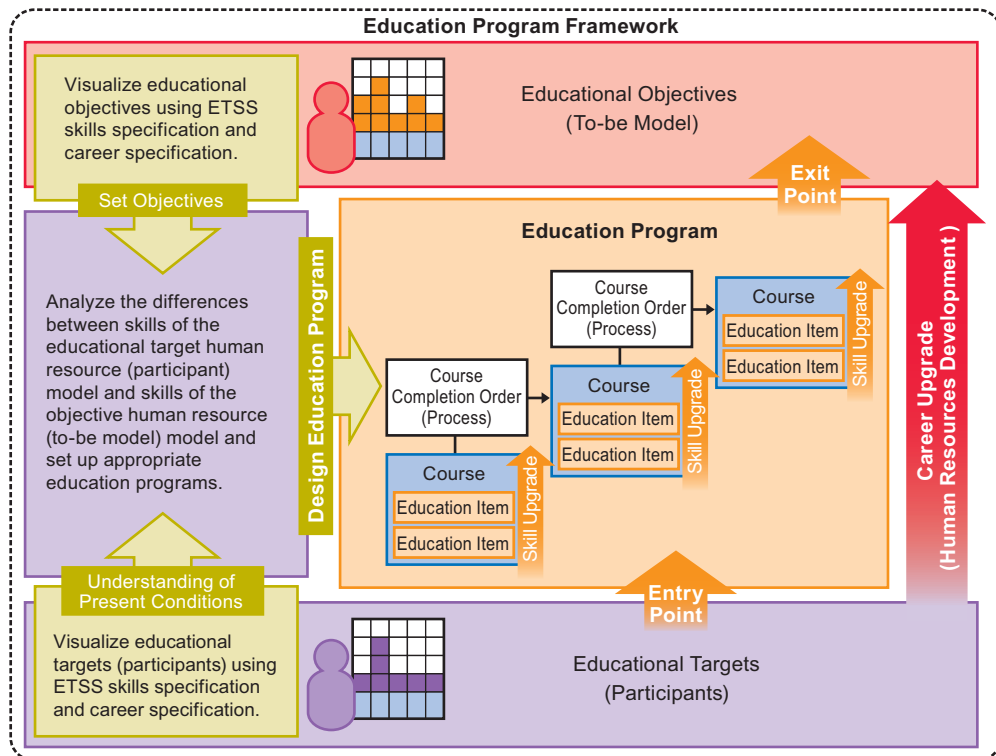 Education Program Framework
Visualize educational
objectives using ETSS
skills specification and
career specification.
Educational Objectives
(To-be Model)
Set Objectives
Exit
Point
Analyze the differences
between skills of the
educational target human
resource (participant)
model and skills of the
objective human resource
(to-be model) model and
set up appropriate
education programs.
Design Education Program
Education Program
Course
Completion Order
(Process)
Course
Education Item
Education Item
Skill Upgrade
Course
Completion Order
(Process)
Course
Education Item
Education Item
Skill Upgrade
Course
Education Item
Education Item
Skill Upgrade
Career Upgrade
(Human Resources Development )
Understanding of
Present Conditions
Entry
Point
Visualize educational
targets (participants) using
ETSS skills specification
and career specification.
Educational Targets
(Participants)